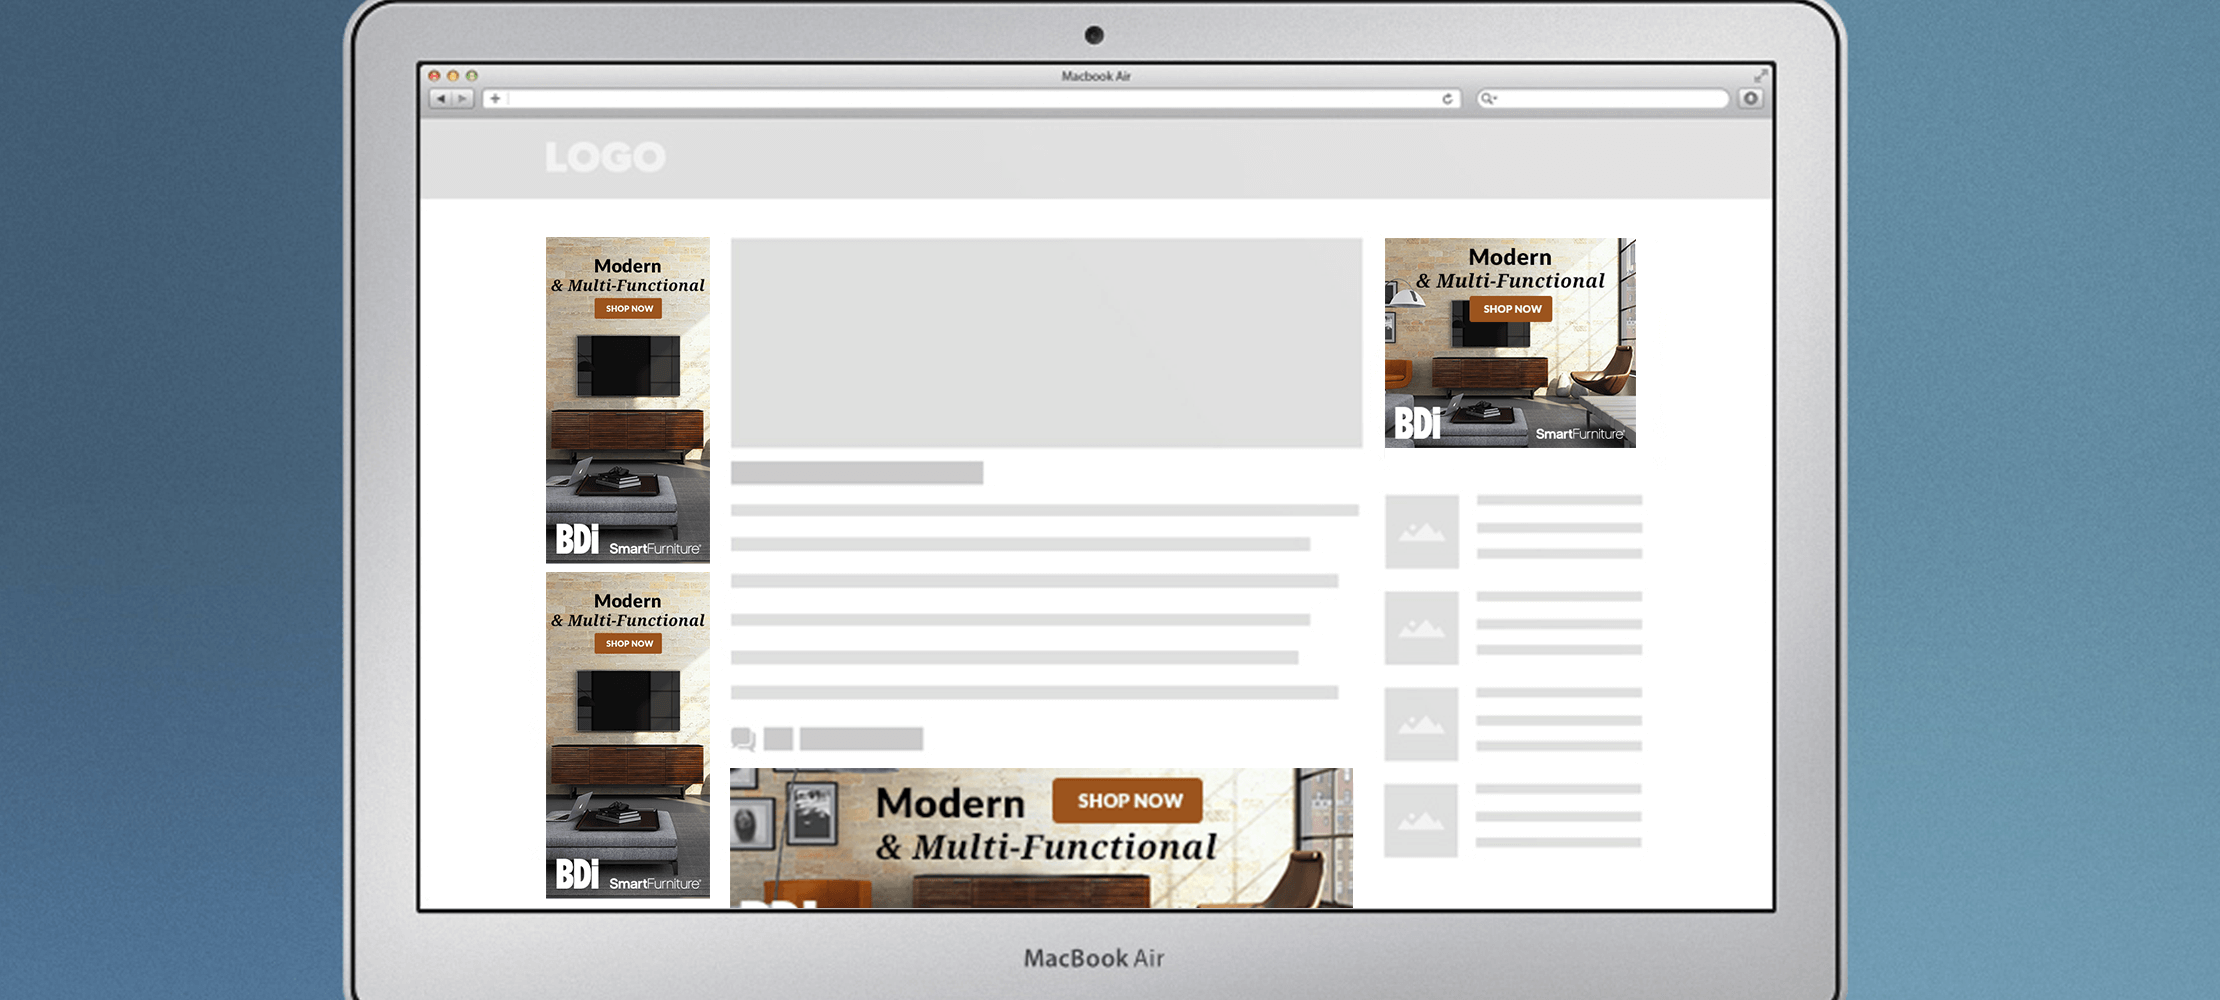 Macbook Air
LOGO
Modern
& Multi-Functional
SHOP NOW
BDi SmartFurniture
Modern
& Multi-Functional
SHOP NOW
BDi SmartFurniture
Modern
& Multi-Functional
SHOP NOW
BDi SmartFurniture
Modern SHOP NOW
& Multi-Functional
BDi
MacBook Air